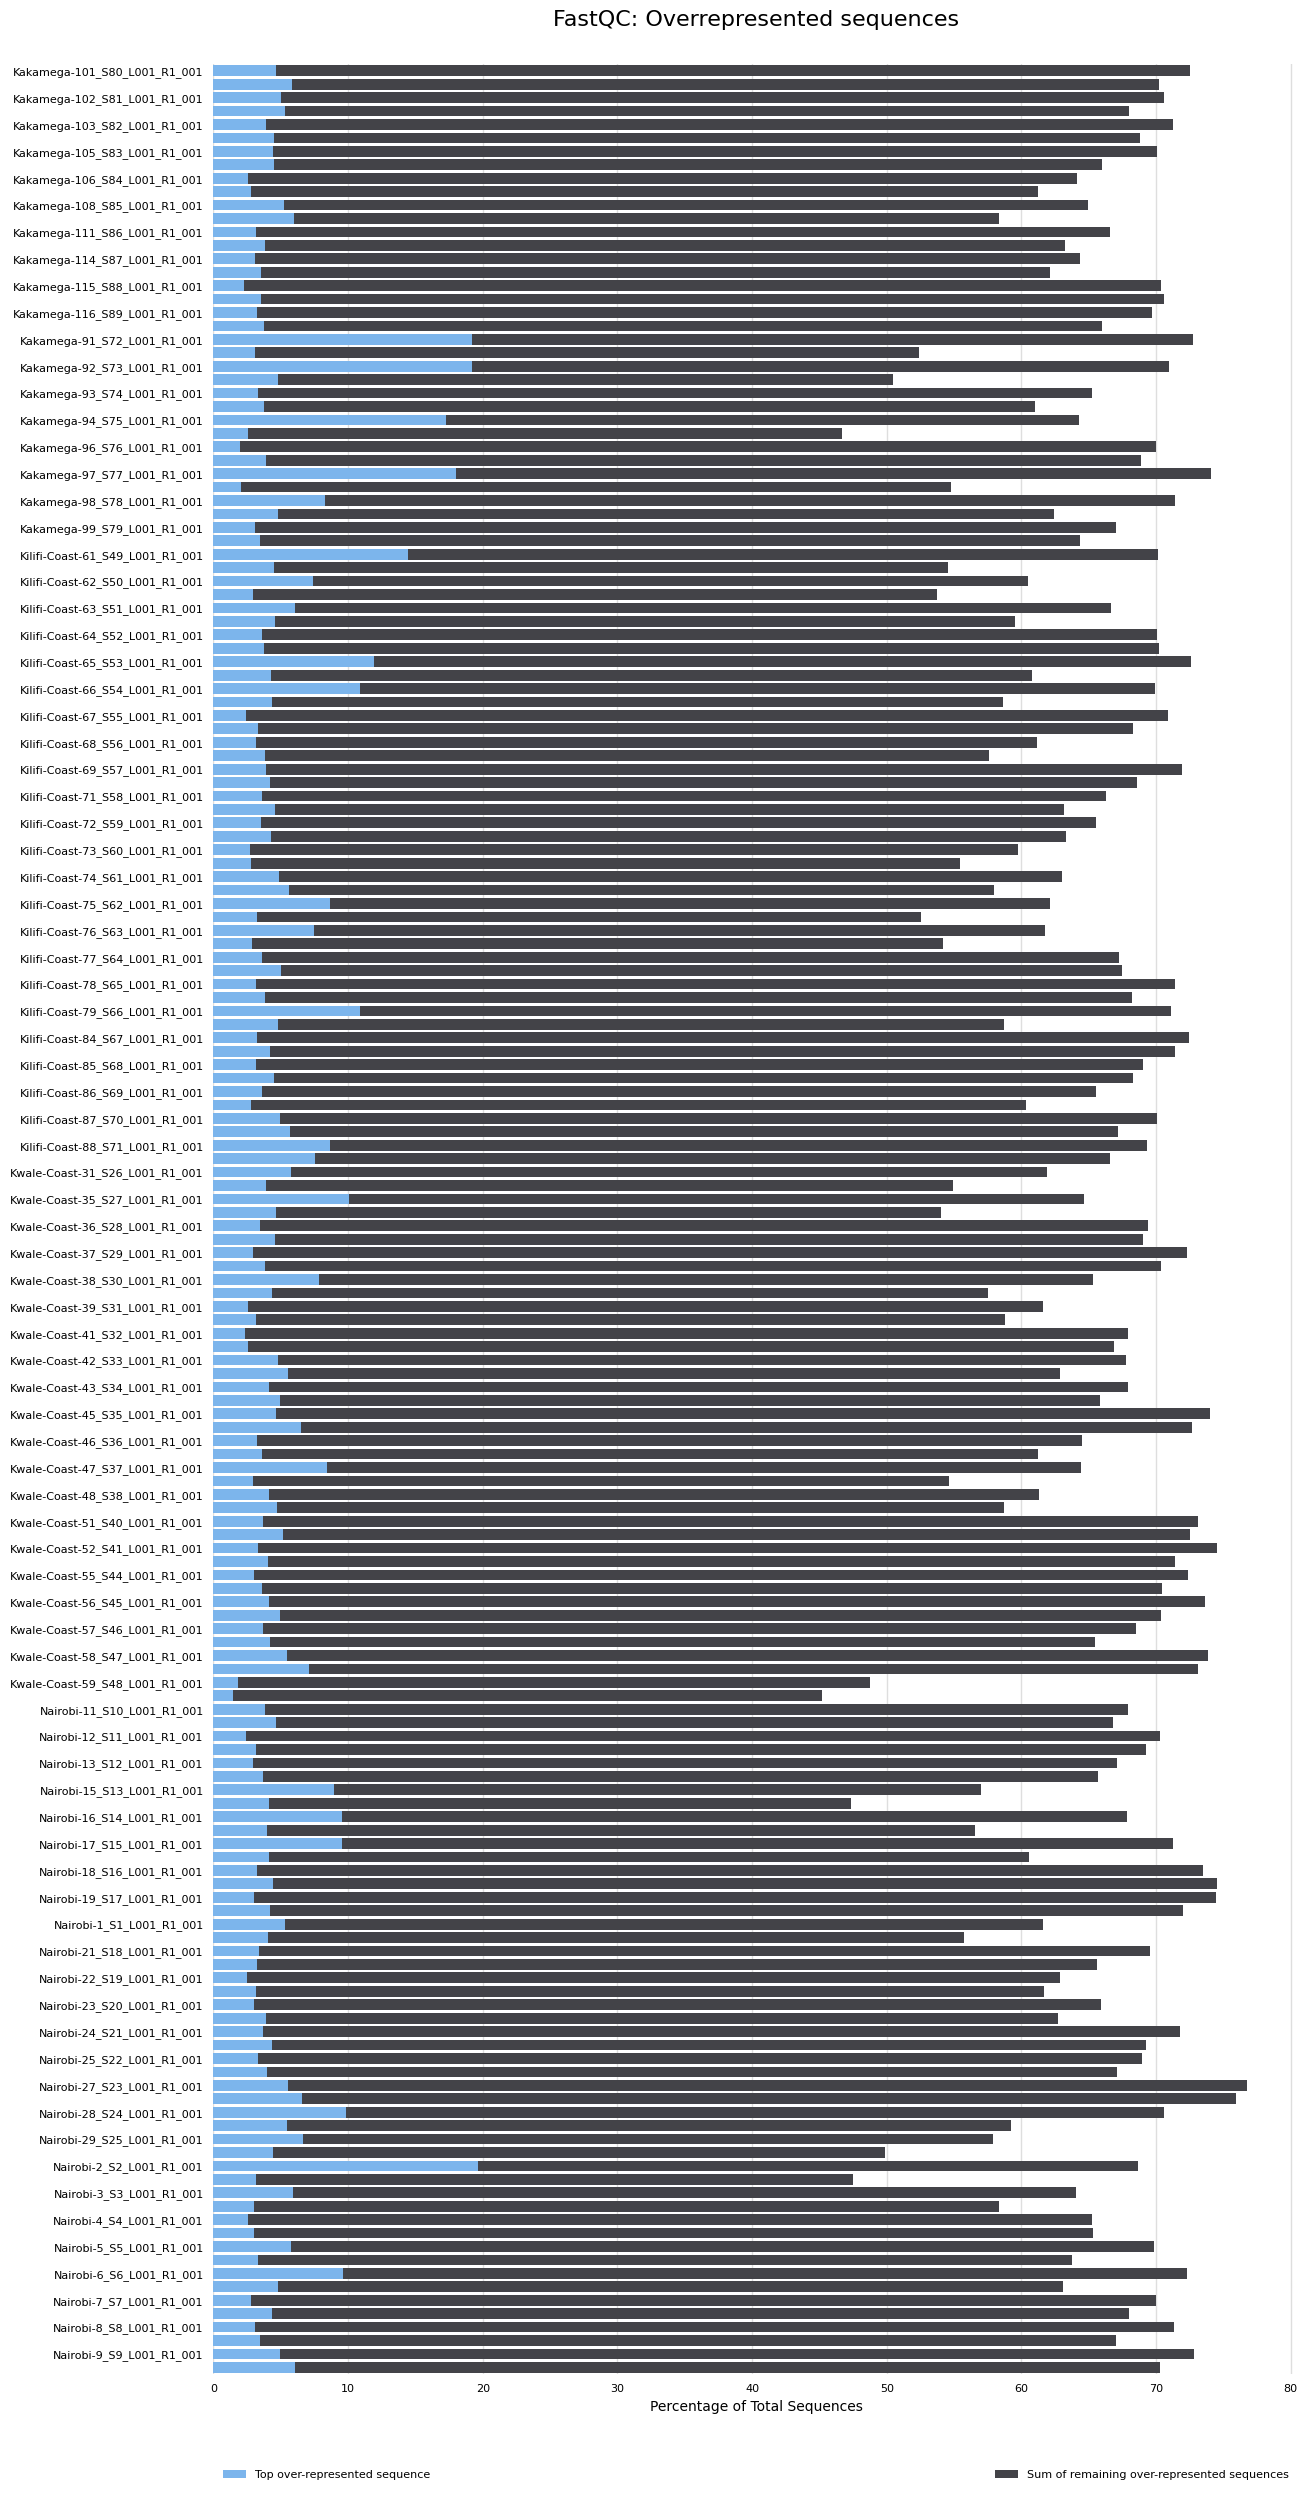 FastQC: Overrepresented sequences
Kakamega-101_S80_L001_R1_001
Kakamega-102_S81_L001_R1_001
Kakamega-103_S82_L001_R1_001
Kakamega-105_S83_L001_R1_001
Kakamega-106_S84_L001_R1_001
Kakamega-108_S85_L001_R1_001
Kakamega-111_S86_L001_R1_001
Kakamega-114_S87_L001_R1_001
Kakamega-115_S88_L001_R1_001
Kakamega-116_S89_L001_R1_001
Kakamega-91_S72_L001_R1_001
Kakamega-92_S73_L001_R1_001
Kakamega-93_S74_L001_R1_001
Kakamega-94_S75_L001_R1_001
Kakamega-96_S76_L001_R1_001
Kakamega-97_S77_L001_R1_001
Kakamega-98_S78_L001_R1_001
Kakamega-99_S79_L001_R1_001
Kilifi-Coast-61_S49_L001_R1_001
Kilifi-Coast-62_S50_L001_R1_001
Kilifi-Coast-63_S51_L001_R1_001
Kilifi-Coast-64_S52_L001_R1_001
Kilifi-Coast-65_S53_L001_R1_001
Kilifi-Coast-66_S54_L001_R1_001
Kilifi-Coast-67_S55_L001_R1_001
Kilifi-Coast-68_S56_L001_R1_001
Kilifi-Coast-69_S57_L001_R1_001
Kilifi-Coast-71_S58_L001_R1_001
Kilifi-Coast-72_S59_L001_R1_001
Kilifi-Coast-73_S60_L001_R1_001
Kilifi-Coast-74_S61_L001_R1_001
Kilifi-Coast-75_S62_L001_R1_001
Kilifi-Coast-76_S63_L001_R1_001
Kilifi-Coast-77_S64_L001_R1_001
Kilifi-Coast-78_S65_L001_R1_001
Kilifi-Coast-79_S66_L001_R1_001
Kilifi-Coast-84_S67_L001_R1_001
Kilifi-Coast-85_S68_L001_R1_001
Kilifi-Coast-86_S69_L001_R1_001
Kilifi-Coast-87_S70_L001_R1_001
Kilifi-Coast-88_S71_L001_R1_001
Kwale-Coast-31_S26_L001_R1_001
Kwale-Coast-35_S27_L001_R1_001
Kwale-Coast-36_S28_L001_R1_001
Kwale-Coast-37_S29_L001_R1_001
Kwale-Coast-38_S30_L001_R1_001
Kwale-Coast-39_S31_L001_R1_001
Kwale-Coast-41_S32_L001_R1_001
Kwale-Coast-42_S33_L001_R1_001
Kwale-Coast-43_S34_L001_R1_001
Kwale-Coast-45_S35_L001_R1_001
Kwale-Coast-46_S36_L001_R1_001
Kwale-Coast-47_S37_L001_R1_001
Kwale-Coast-48_S38_L001_R1_001
Kwale-Coast-51_S40_L001_R1_001
Kwale-Coast-52_S41_L001_R1_001
Kwale-Coast-55_S44_L001_R1_001
Kwale-Coast-56_S45_L001_R1_001
Kwale-Coast-57_S46_L001_R1_001
Kwale-Coast-58_S47_L001_R1_001
Kwale-Coast-59_S48_L001_R1_001
Nairobi-11_S10_L001_R1_001
Nairobi-12_S11_L001_R1_001
Nairobi-13_S12_L001_R1_001
Nairobi-15_S13_L001_R1_001
Nairobi-16_S14_L001_R1_001
Nairobi-17_S15_L001_R1_001
Nairobi-18_S16_L001_R1_001
Nairobi-19_S17_L001_R1_001
Nairobi-1_S1_L001_R1_001
Nairobi-21_S18_L001_R1_001
Nairobi-22_S19_L001_R1_001
Nairobi-23_S20_L001_R1_001
Nairobi-24_S21_L001_R1_001
Nairobi-25_S22_L001_R1_001
Nairobi-27_S23_L001_R1_001
Nairobi-28_S24_L001_R1_001
Nairobi-29_S25_L001_R1_001
Nairobi-2_S2_L001_R1_001
Nairobi-3_S3_L001_R1_001
Nairobi-4_S4_L001_R1_001
Nairobi-5_S5_L001_R1_001
Nairobi-6_S6_L001_R1_001
Nairobi-7_S7_L001_R1_001
Nairobi-8_S8_L001_R1_001
Nairobi-9_S9_L001_R1_001
0 10 20 30 40 50 60 70 80
Percentage of Total Sequences
Top over-represented sequence
Sum of remaining over-represented sequences